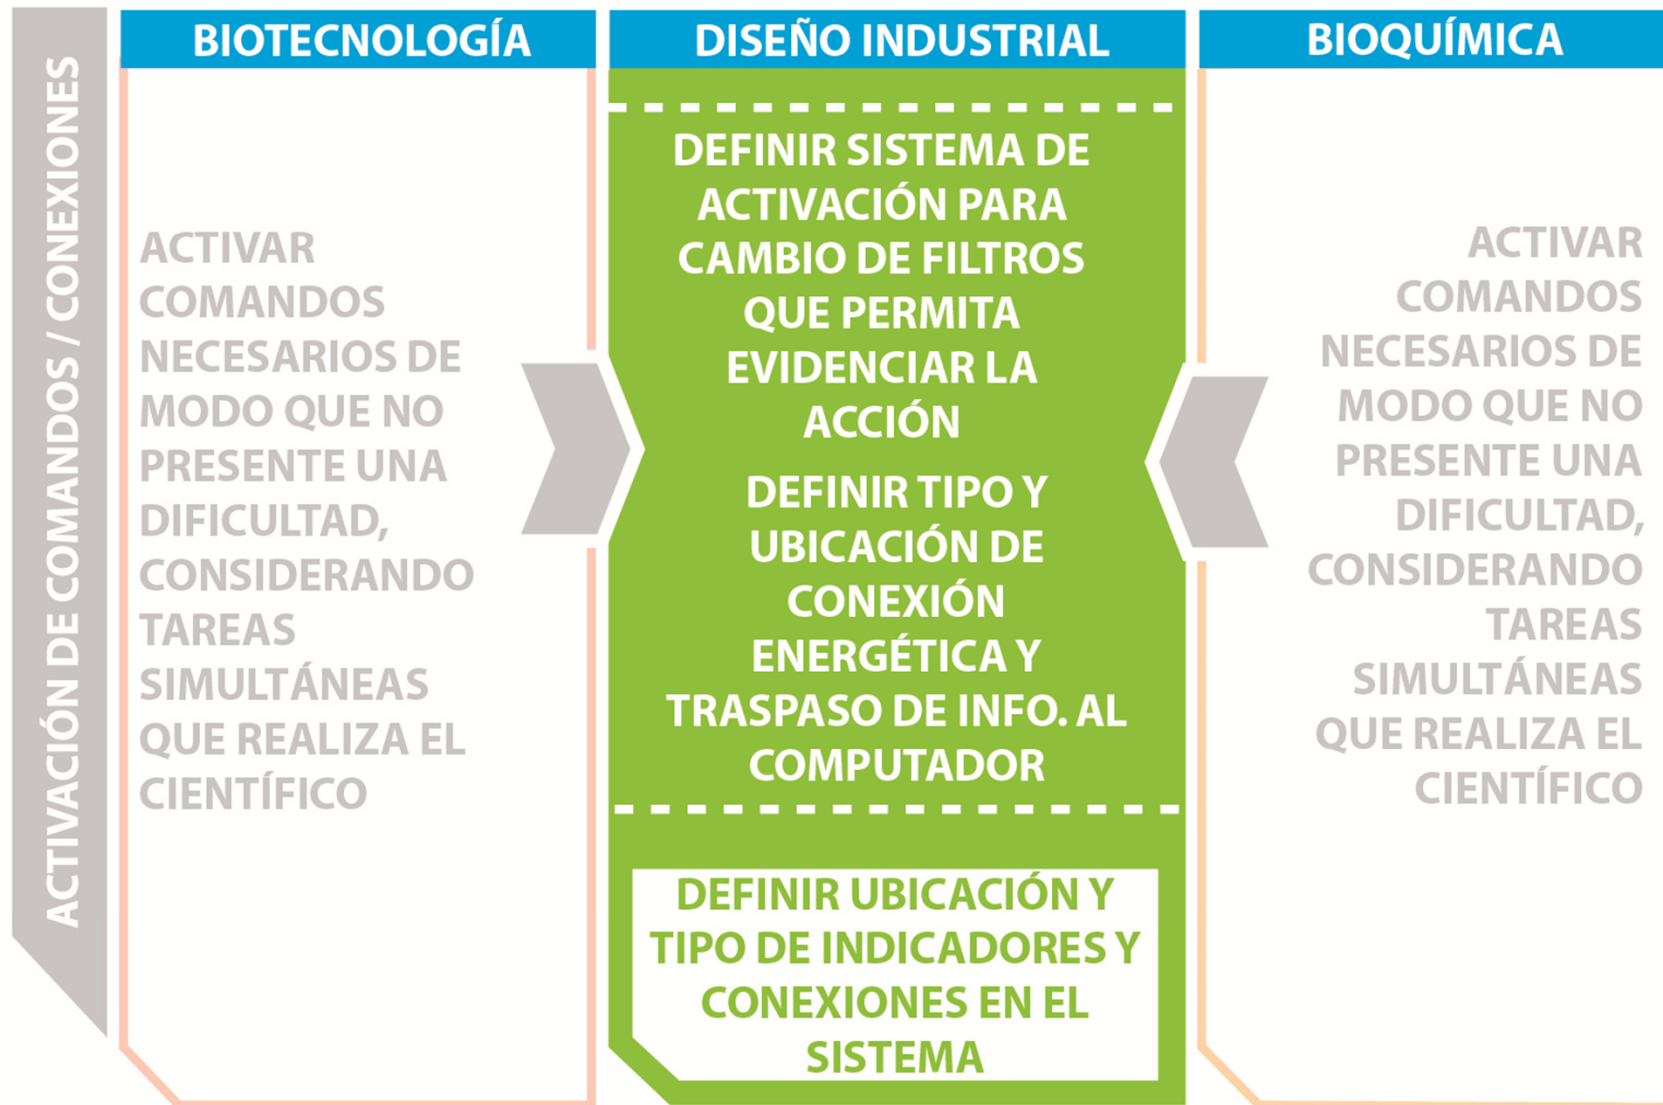 ACTIVACIÓN DE COMANDOS / CONEXIONES
BIOTECNOLOGÍA
ACTIVAR
COMANDOS
NECESARIOS DE
MODO QUE NO
PRESENTE UNA
DIFICULTAD,
CONSIDERANDO
TAREAS
SIMULTÁNEAS
QUE REALIZA EL
CIENTÍFICO
DISEÑO INDUSTRIAL
DEFINIR SISTEMA DE
ACTIVACIÓN PARA
CAMBIO DE FILTROS
QUE PERMITA
EVIDENCIAR LA
ACCIÓN
DEFINIR TIPO Y
UBICACIÓN DE
CONEXIÓN
ENERGÉTICA Y
TRASPASO DE INFO. AL
COMPUTADOR
DEFINIR UBICACIÓN Y
TIPO DE INDICADORES Y
CONEXIONES EN EL
SISTEMA
BIOQUÍMICA
ACTIVAR
COMANDOS
NECESARIOS DE
MODO QUE NO
PRESENTE UNA
DIFICULTAD,
CONSIDERANDO
TAREAS
SIMULTÁNEAS
QUE REALIZA EL
CIENTÍFICO